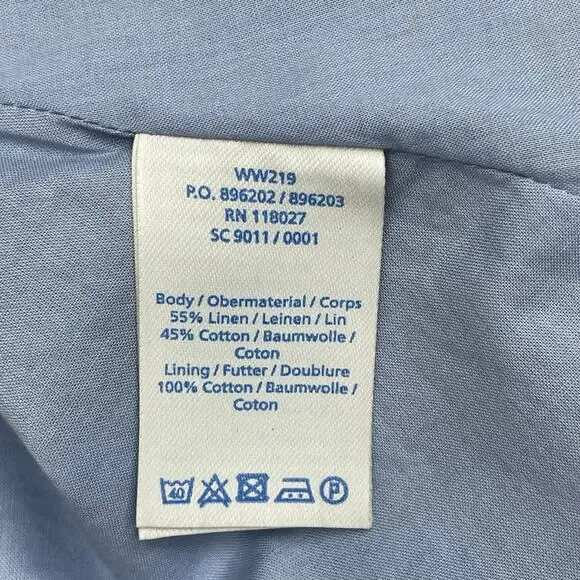 WW219
P.O. 896202 / 896203
RN 118027
SC 9011 / 0001
Body / Obermaterial / Corps
55% Linen / Leinen / Lin
45% Cotton / Baumwolle /
Coton
Lining / Futter / Doublure
100% Cotton / Baumwolle /
Coton
40
P